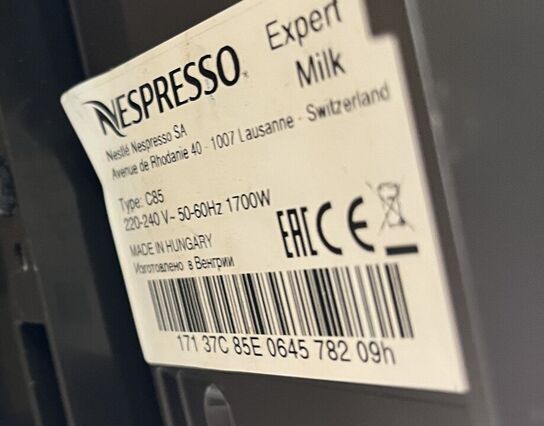 NESPRESSO
Expert
Milk
Nestlé Nespresso SA
Avenue de Rhodanie 40 - 1007 Lausanne - Switzerland
Type: C85
220-240 V~ 50-60Hz 1700W
MADE IN HUNGARY
Изготовлено в Венгрии
EAC CE
171 37C 85E 0645 782 09h